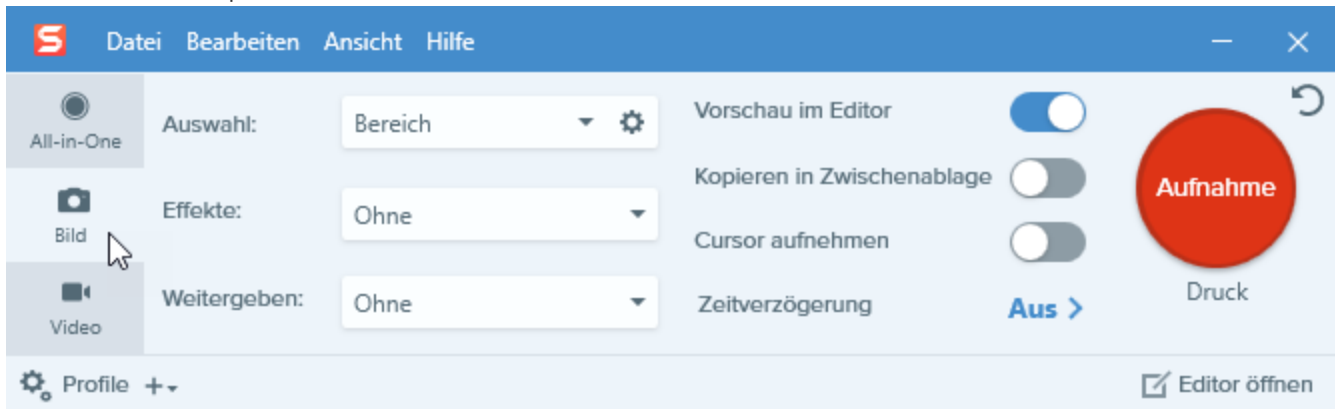 Datei Bearbeiten Ansicht Hilfe
All-in-One
Bild
Video
Auswahl: Bereich
Effekte: Ohne
Weitergeben: Ohne
Vorschau im Editor
Kopieren in Zwischenablage
Cursor aufnehmen
Zeitverzögerung Aus >
Aufnahme
Druck
Profile
Editor öffnen